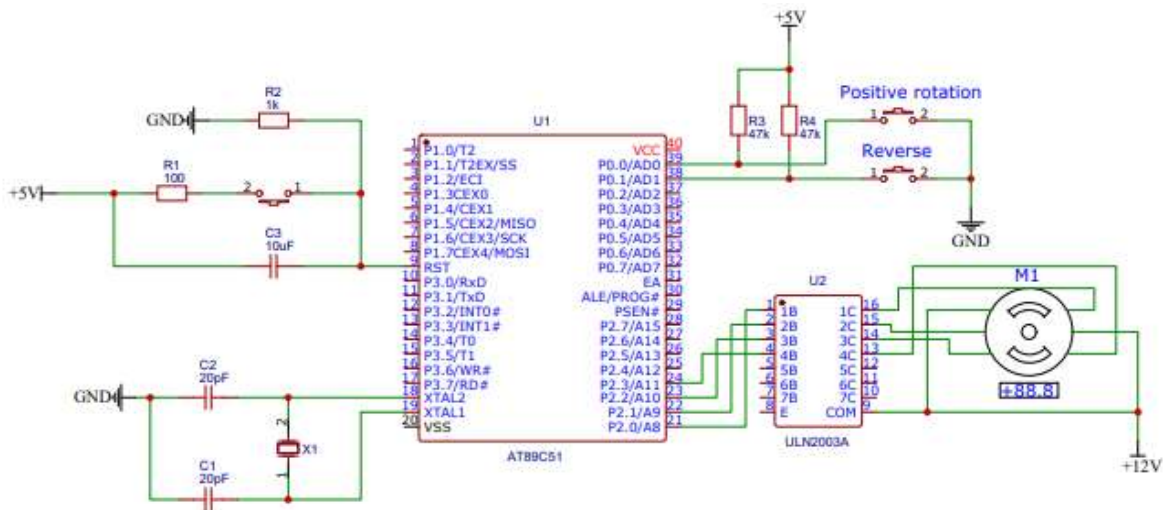 +5V
R2
1k
GND
R1
100
+5V
2
1
C3
10uF
C2
20pF
GND
2
X1
1
C1
20pF
U1
1 P1.0/T2
2 P1.1/T2EX/SS
3 P1.2/ECI
4 P1.3CEX0
5 P1.4/CEX1
6 P1.5/CEX2/MISO
7 P1.6/CEX3/SCK
8 P1.7CEX4/MOSI
9 RST
10 P3.0/RxD
11 P3.1/TxD
12 P3.2/INT0#
13 P3.3/INT1#
14 P3.4/T0
15 P3.5/T1
16 P3.6/WR#
17 P3.7/RD#
18 XTAL2
19 XTAL1
20 VSS
VCC 40
P0.0/AD0 39
P0.1/AD1 38
P0.2/AD2 37
P0.3/AD3 36
P0.4/AD4 35
P0.5/AD5 34
P0.6/AD6 33
P0.7/AD7 32
EA 31
ALE/PROG# 30
PSEN# 29
P2.7/A15 28
P2.6/A14 27
P2.5/A13 26
P2.4/A12 25
P2.3/A11 24
P2.2/A10 23
P2.1/A9 22
P2.0/A8 21
AT89C51
R3
47k
R4
47k
Positive rotation
1
2
Reverse
1
2
GND
U2
1 1B 1C 16
2 2B 2C 15
3 3B 3C 14
4 4B 4C 13
5 5B 5C 12
6 6B 6C 11
7 7B 7C 10
8 E COM 9
ULN2003A
M1
+88.8
+12V